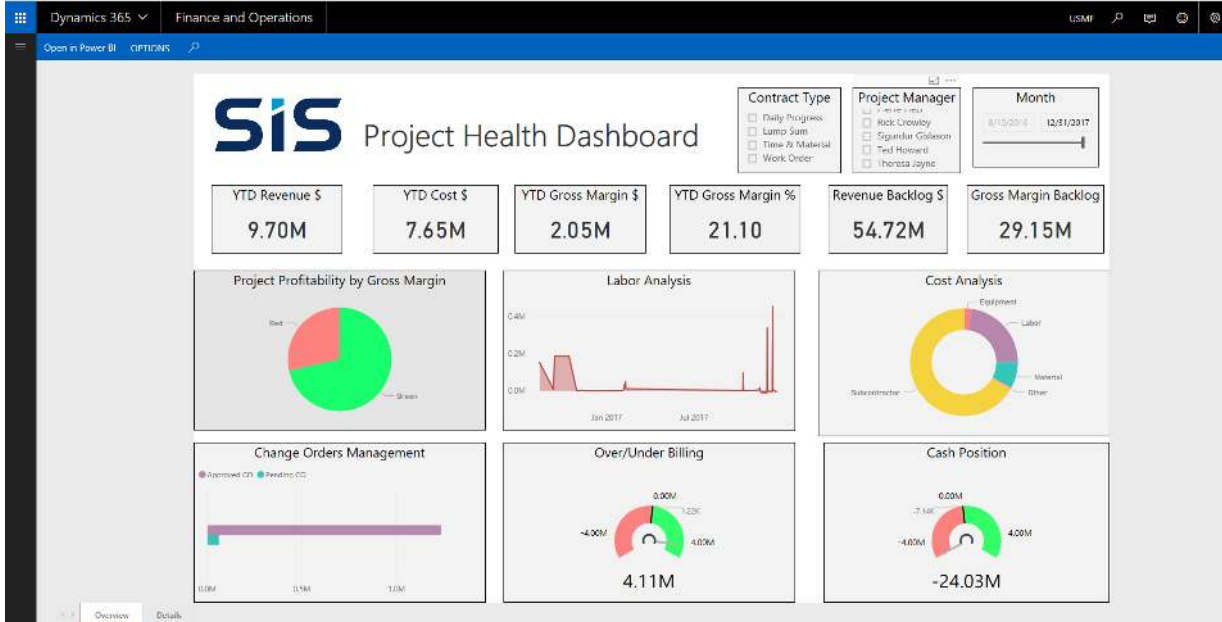 Dynamics 365 Finance and Operations USMF
Open in Power BI OPTIONS
SiS Project Health Dashboard
Contract Type
Daily Progress
Lump Sum
Time & Material
Work Order
Project Manager
Rick Crowley
Sigurdur Gislason
Ted Howard
Theresa Jayne
Month
12/31/2017
YTD Revenue $
9.70M
YTD Cost $
7.65M
YTD Gross Margin $
2.05M
YTD Gross Margin %
21.10
Revenue Backlog $
54.72M
Gross Margin Backlog
29.15M
Project Profitability by Gross Margin
Red
Green
Labor Analysis
0.4M
0.2M
0.0M
Jan 2017 Jul 2017
Cost Analysis
Equipment
Labor
Material
Other
Subcontractor
Change Orders Management
Approved CO Pending CO
0.0M 0.5M 1.0M
Over/Under Billing
0.00M
-4.00M
4.00M
4.11M
Cash Position
0.00M
-7.14K
-4.00M
4.00M
-24.03M
Overview Details